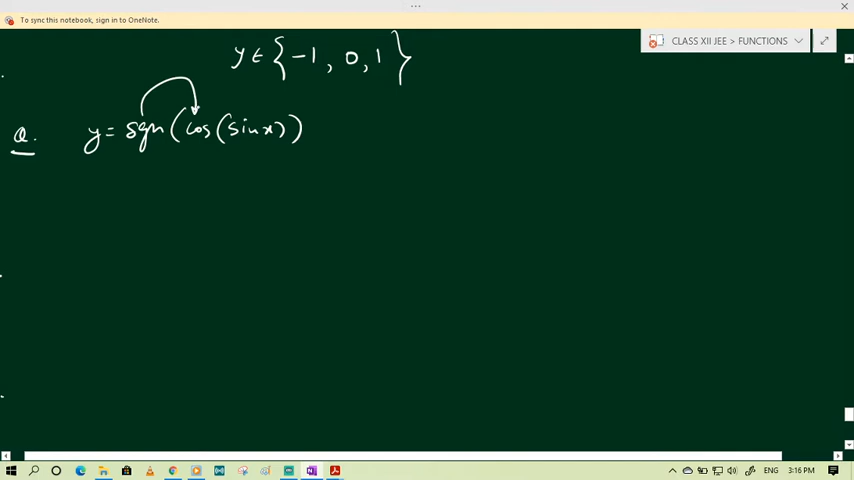 ...
To sync this notebook, sign in to OneNote.
CLASS XII JEE > FUNCTIONS
y ∈ {-1, 0, 1}
Q. y = sgn(cos(sinx))
ENG 3:16 PM